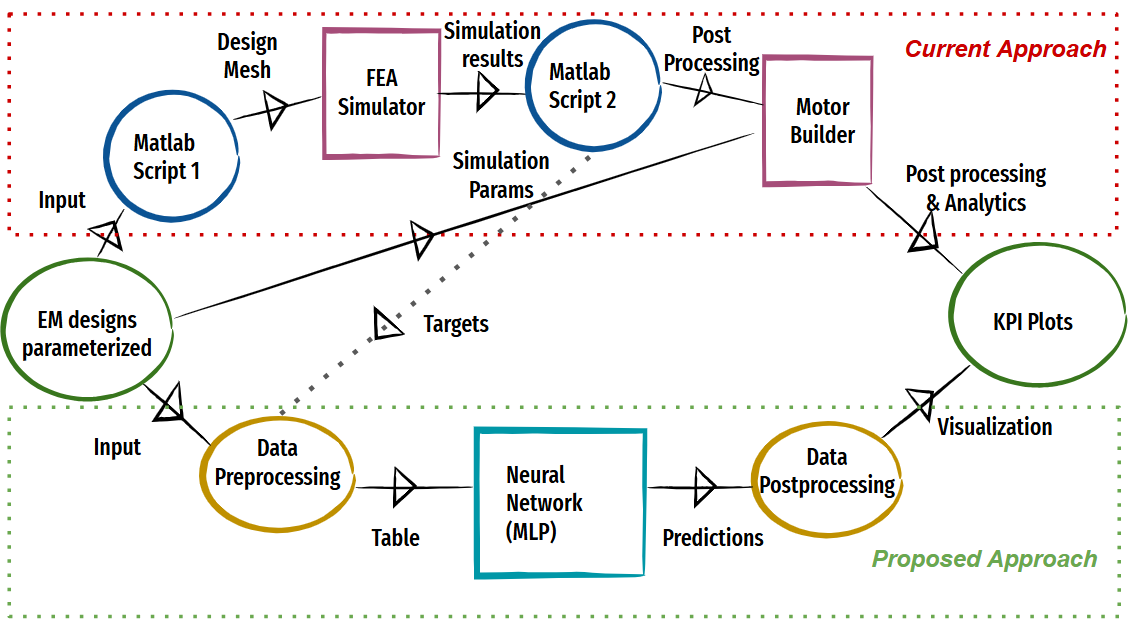 Current Approach
Design
Mesh
Simulation
results
Post
Processing
FEA
Simulator
Matlab
Script 2
Motor
Builder
Matlab
Script 1
Simulation
Params
Input
Post processing
& Analytics
EM designs
parameterized
Targets
KPI Plots
Input
Data
Preprocessing
Table
Neural
Network
(MLP)
Predictions
Data
Postprocessing
Visualization
Proposed Approach